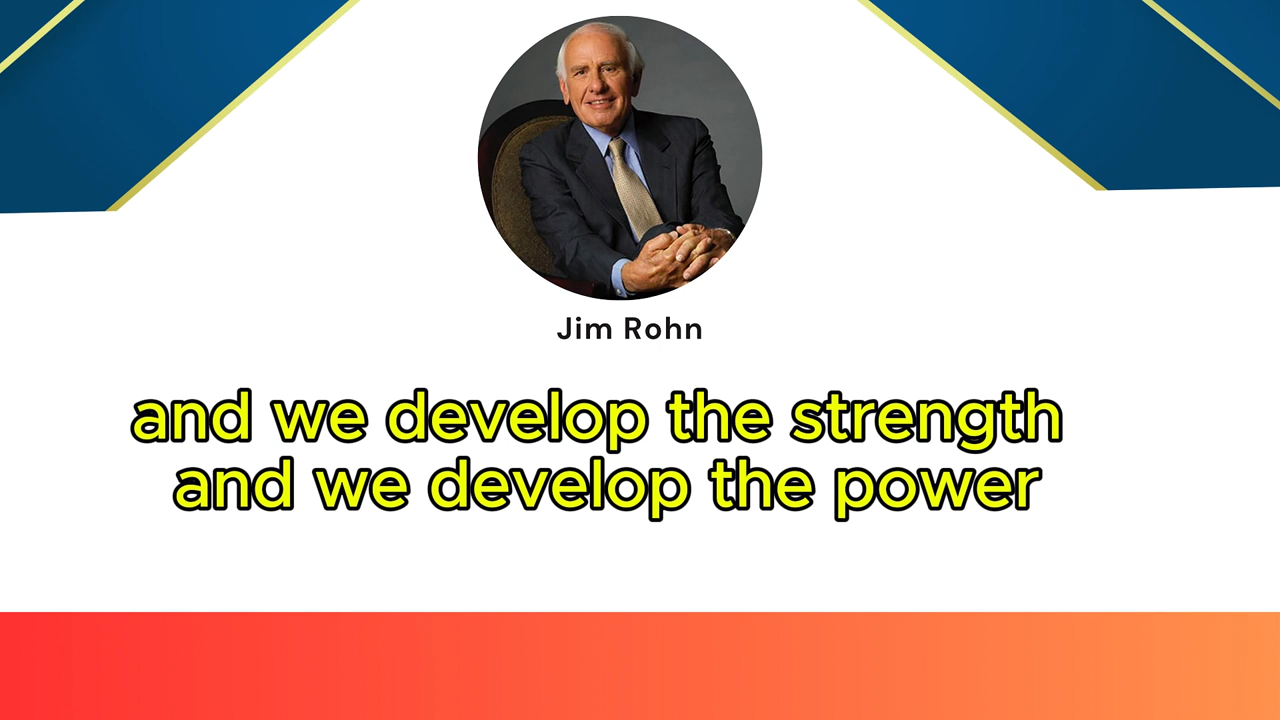 Jim Rohn
and we develop the strength
and we develop the power